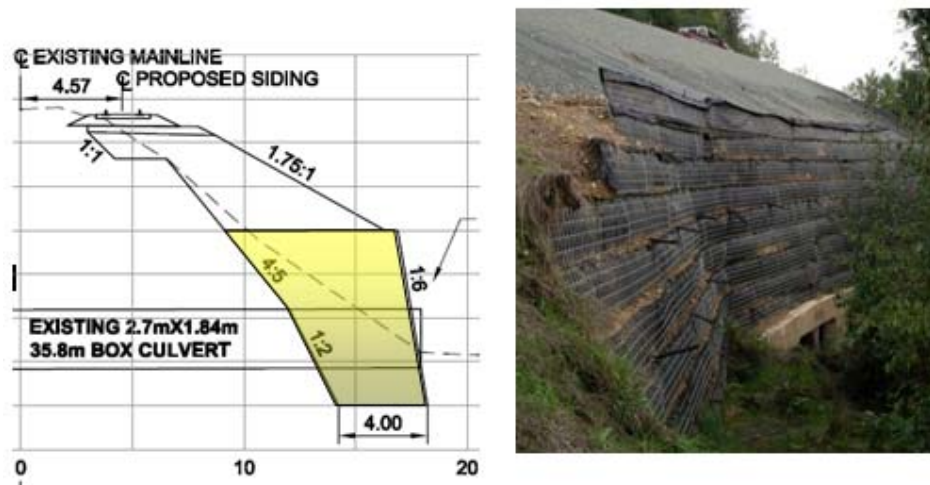 ℄ EXISTING MAINLINE
℄ PROPOSED SIDING
4.57
1:1
1.75:1
4:5
1:6
EXISTING 2.7mX1.84m
35.8m BOX CULVERT
1:2
4.00
0
10
20